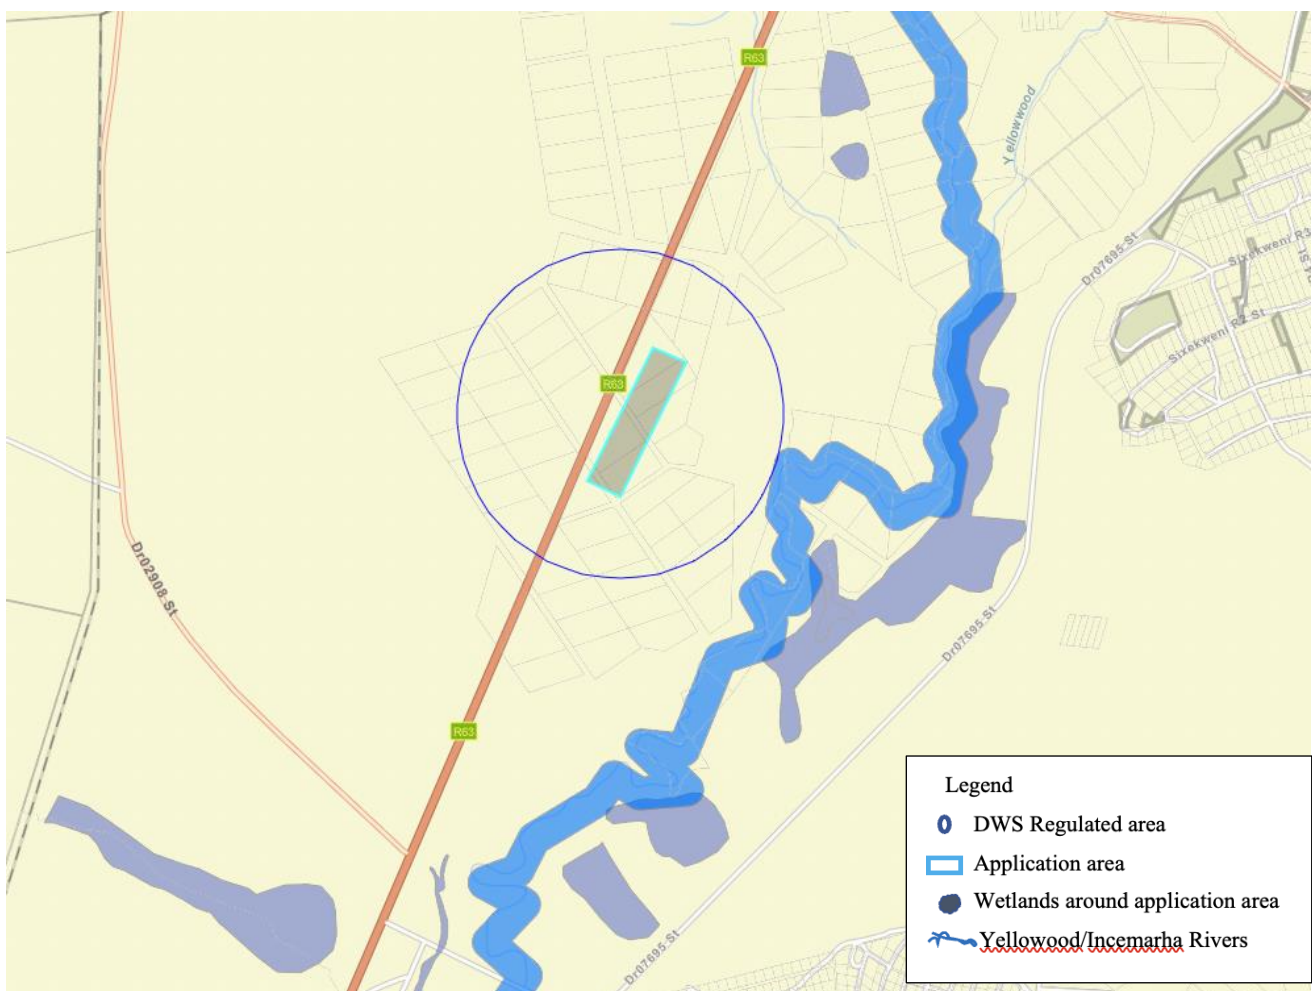 R63
Yellowwood
Dr07695 St
Sixekweni R3
Sixekweni R2 St
R63
Dr02908 St
Dr07695 St
R63
Dr07695 St
Legend
DWS Regulated area
Application area
Wetlands around application area
Yellowood/Incemarha Rivers